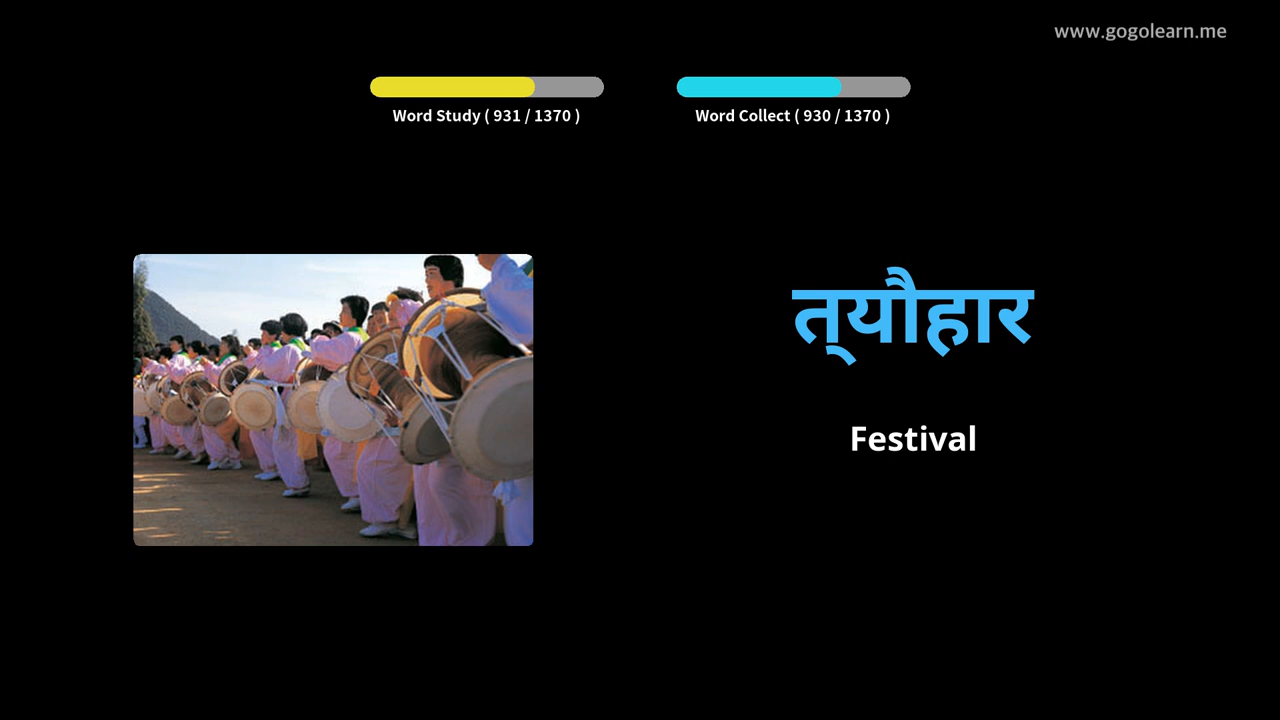 www.gogolearn.me
Word Study ( 931 / 1370 )
Word Collect ( 930 / 1370 )
त्यौहार
Festival